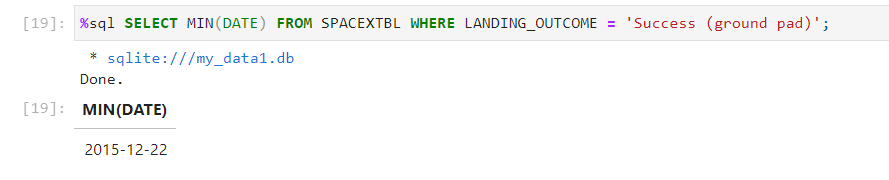 [19]: %sql SELECT MIN(DATE) FROM SPACEXTBL WHERE LANDING_OUTCOME = 'Success (ground pad)';
* sqlite:///my_data1.db
Done.
[19]: MIN(DATE)
2015-12-22